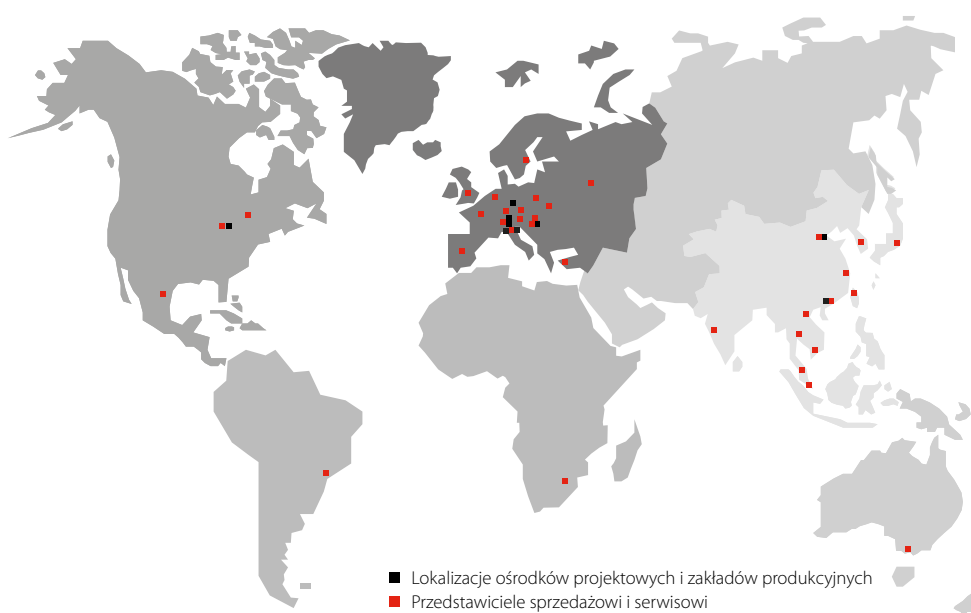 Lokalizacje ośrodków projektowych i zakładów produkcyjnych
Przedstawiciele sprzedażowi i serwisowi